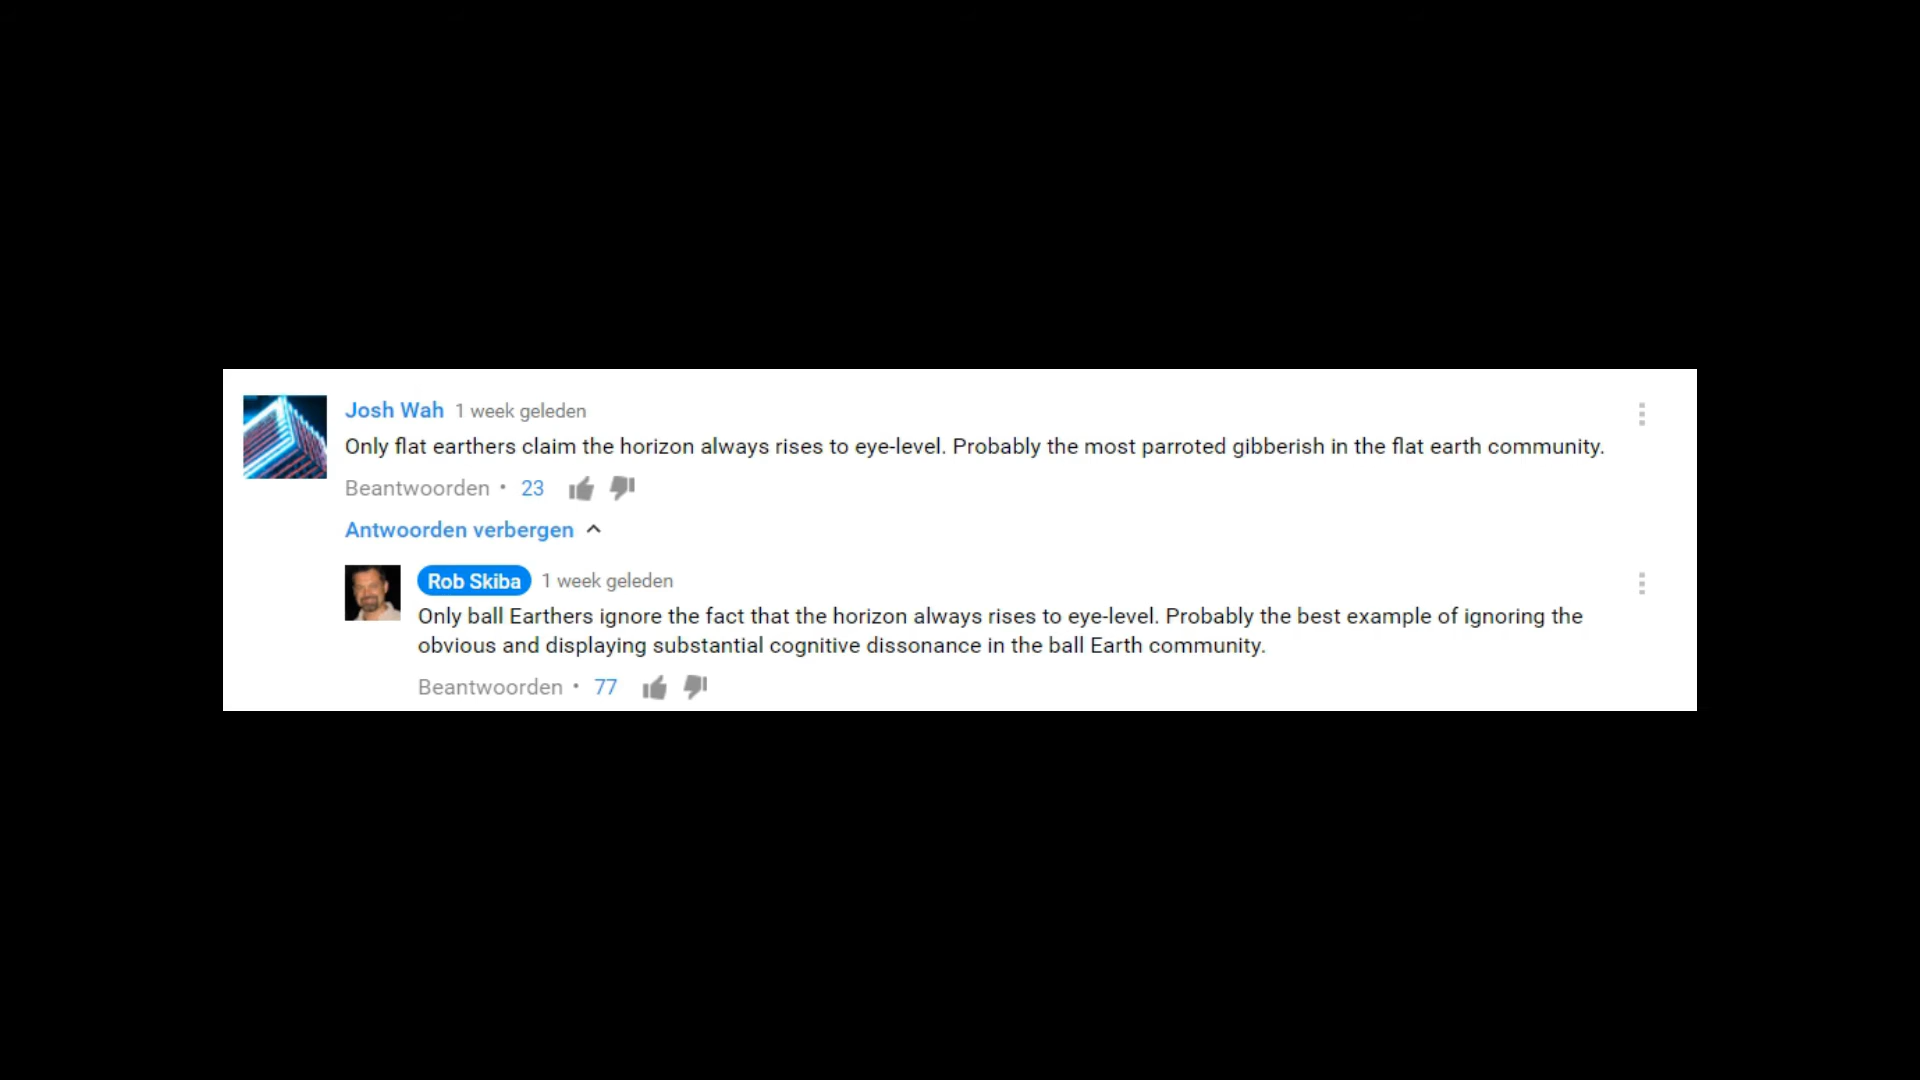 Josh Wah 1 week geleden
Only flat earthers claim the horizon always rises to eye-level. Probably the most parroted gibberish in the flat earth community.
Beantwoorden • 23
Antwoorden verbergen
Rob Skiba 1 week geleden
Only ball Earthers ignore the fact that the horizon always rises to eye-level. Probably the best example of ignoring the
obvious and displaying substantial cognitive dissonance in the ball Earth community.
Beantwoorden • 77